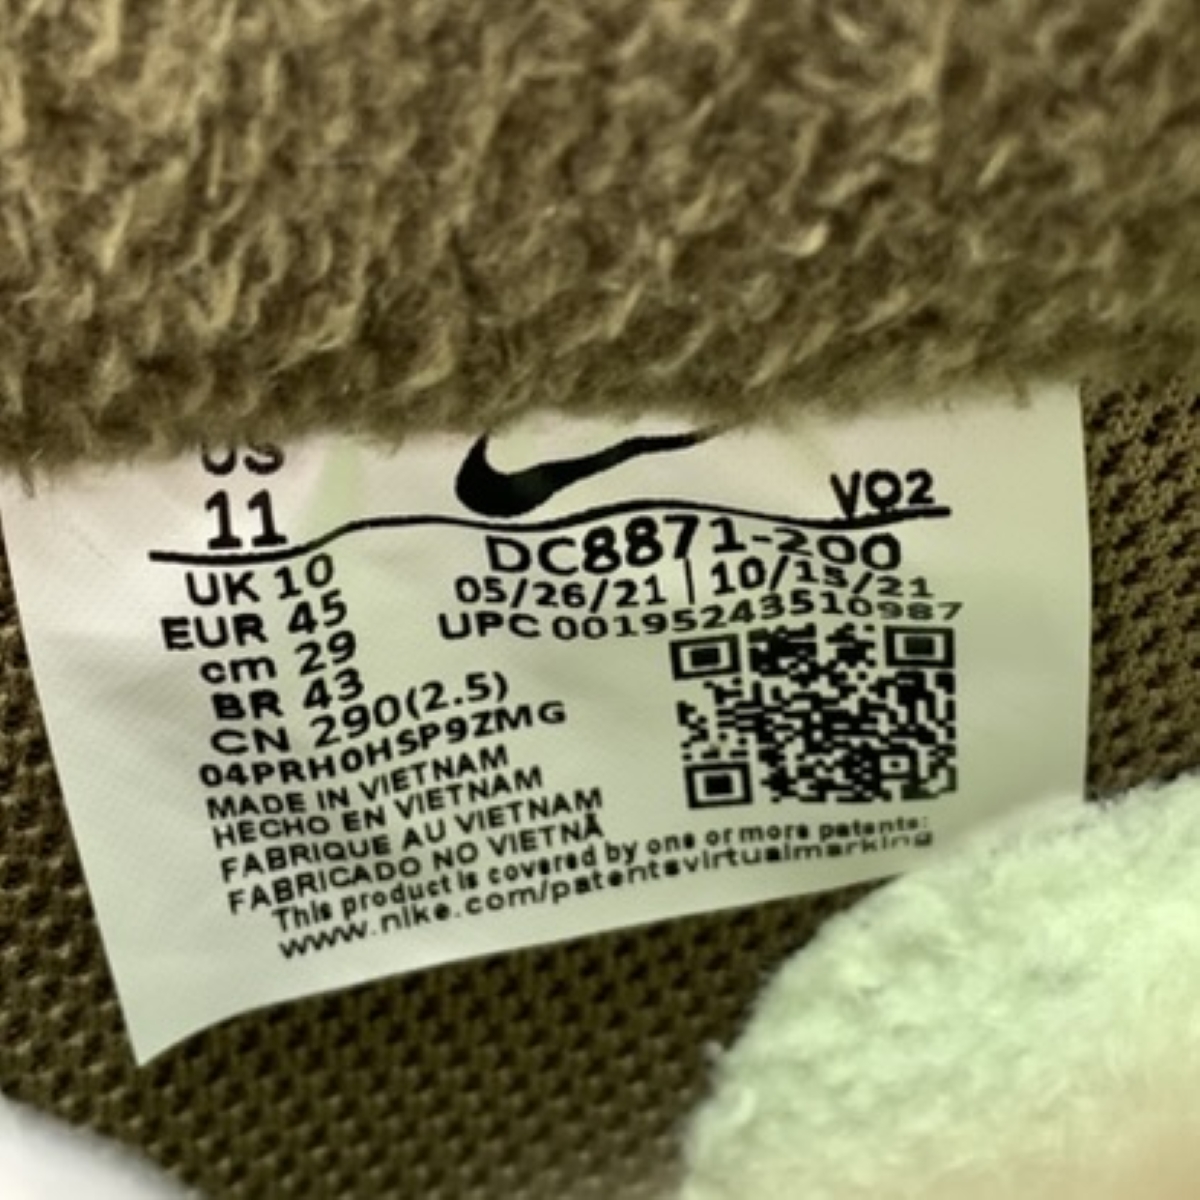 US
11
VO2
UK 10
EUR 45
cm 29
BR 43
CN 290(2.5)
DC8871-200
05/26/21 | 10/15/21
UPC 00195243510987
04PRH0HSP9ZMG
MADE IN VIETNAM
HECHO EN VIETNAM
FABRIQUE AU VIETNAM
FABRICADO NO VIETNÃ
This product is covered by one or more patents:
www.nike.com/patentsvirtualmarking